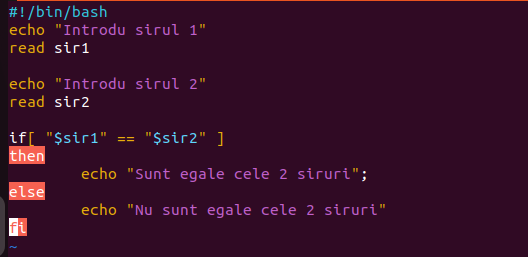 #!/bin/bash
echo "Introdu sirul 1"
read sir1

echo "Introdu sirul 2"
read sir2

if[ "$sir1" == "$sir2" ]
then
        echo "Sunt egale cele 2 siruri";
else
        echo "Nu sunt egale cele 2 siruri"
fi
~